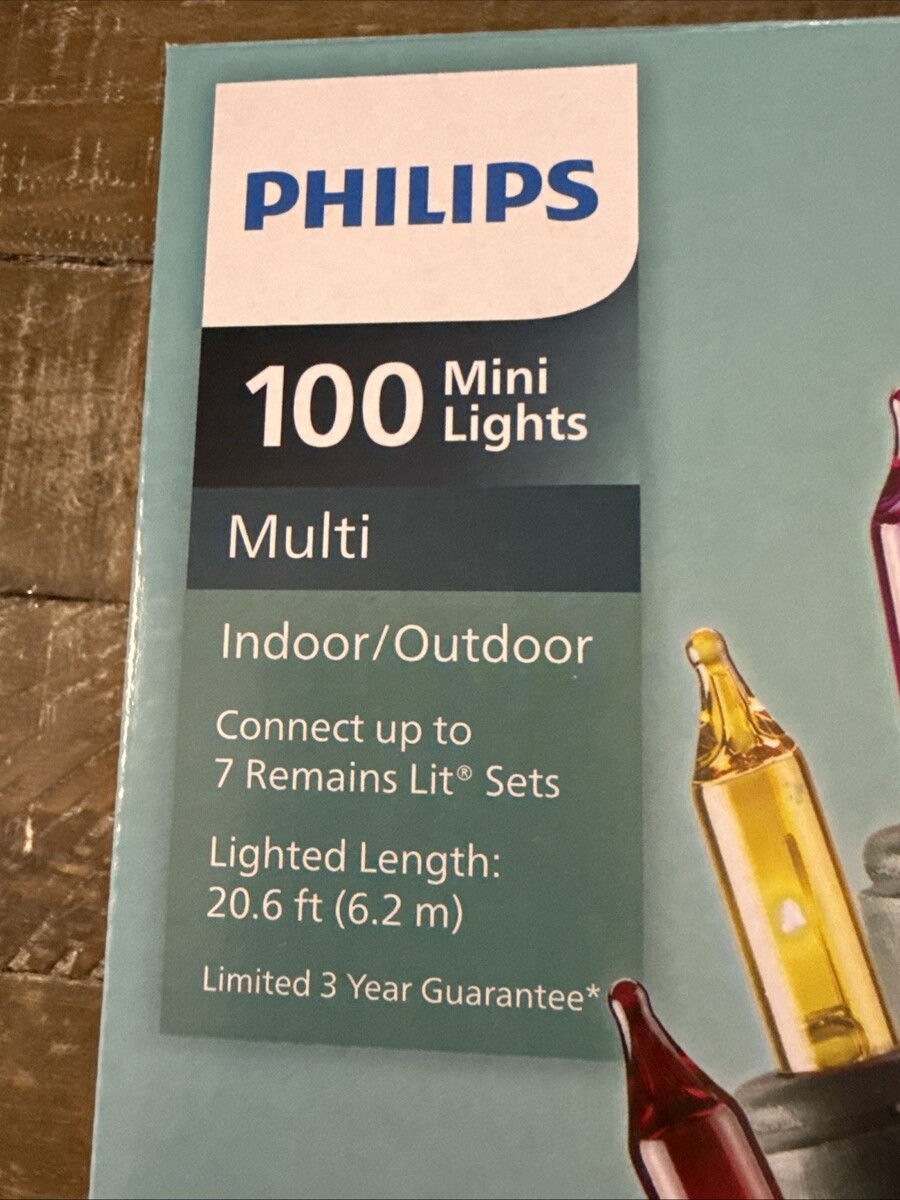 PHILIPS
100 Mini
Lights
Multi
Indoor/Outdoor
Connect up to
7 Remains Lit® Sets
Lighted Length:
20.6 ft (6.2 m)
Limited 3 Year Guarantee*